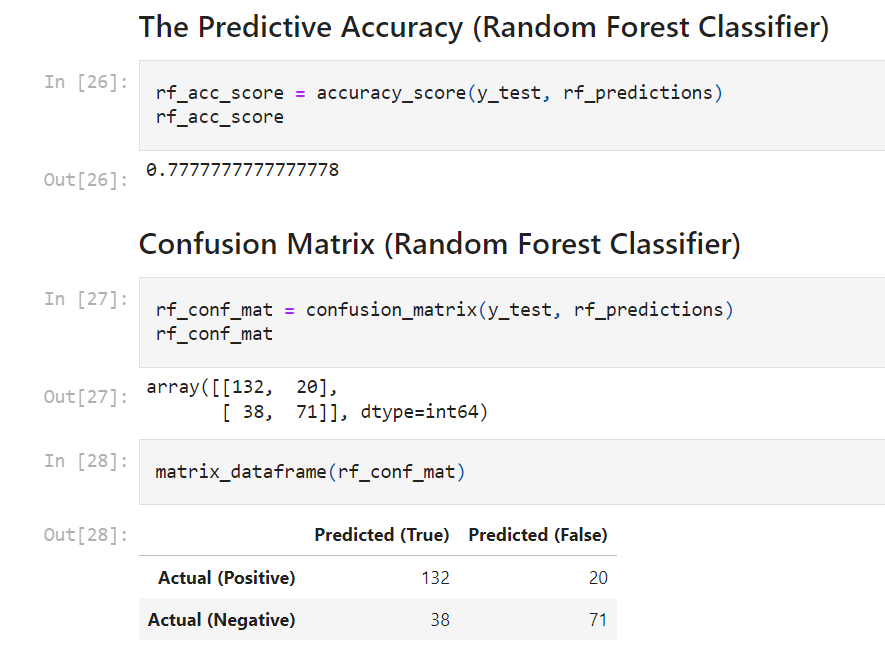 The Predictive Accuracy (Random Forest Classifier)
In [26]:
rf_acc_score = accuracy_score(y_test, rf_predictions)
rf_acc_score
Out[26]:
0.7777777777777778
Confusion Matrix (Random Forest Classifier)
In [27]:
rf_conf_mat = confusion_matrix(y_test, rf_predictions)
rf_conf_mat
Out[27]:
array([[132,  20],
       [ 38,  71]], dtype=int64)
In [28]:
matrix_dataframe(rf_conf_mat)
Out[28]:
Predicted (True) Predicted (False)
Actual (Positive) 132 20
Actual (Negative) 38 71